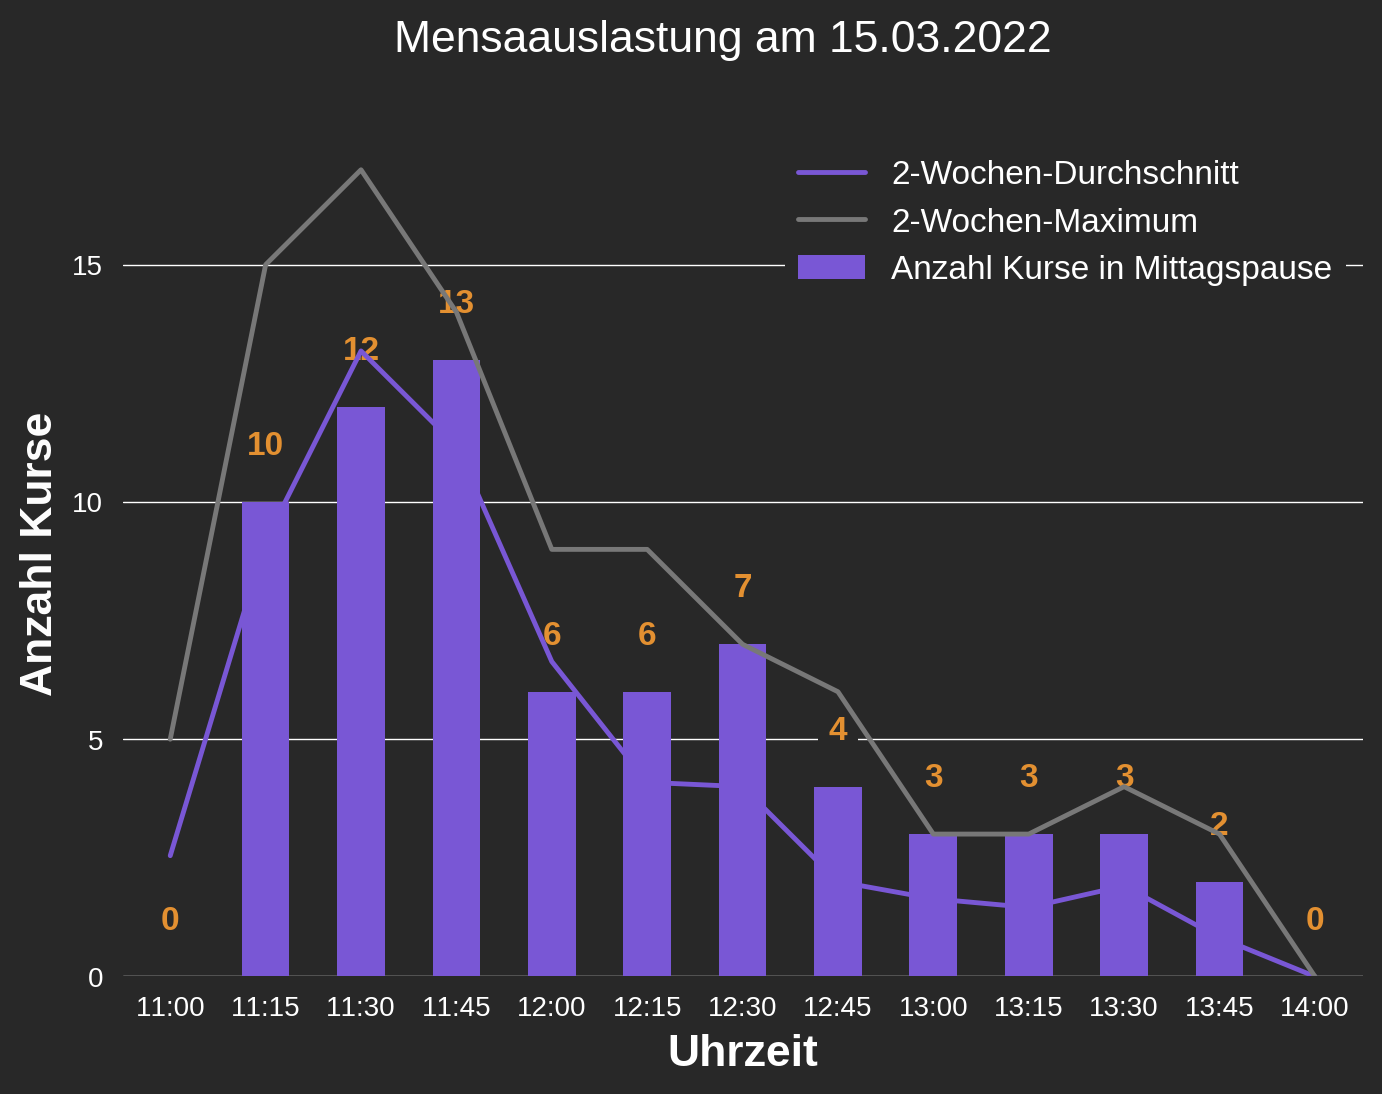 Mensaauslastung am 15.03.2022
2-Wochen-Durchschnitt
2-Wochen-Maximum
Anzahl Kurse in Mittagspause
Anzahl Kurse
15
10
5
0
0
10
12
13
6
6
7
4
3
3
3
2
0
11:00 11:15 11:30 11:45 12:00 12:15 12:30 12:45 13:00 13:15 13:30 13:45 14:00
Uhrzeit